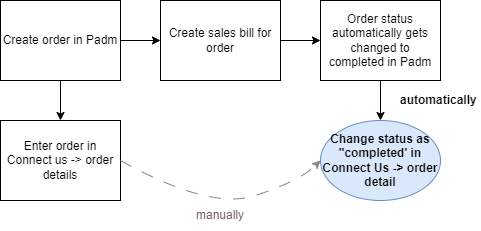 Create order in Padm
Create sales bill for
order
Order status
automatically gets
changed to
completed in Padm
automatically
Enter order in
Connect us -> order
details
Change status as
"completed' in
Connect Us -> order
detail
manually